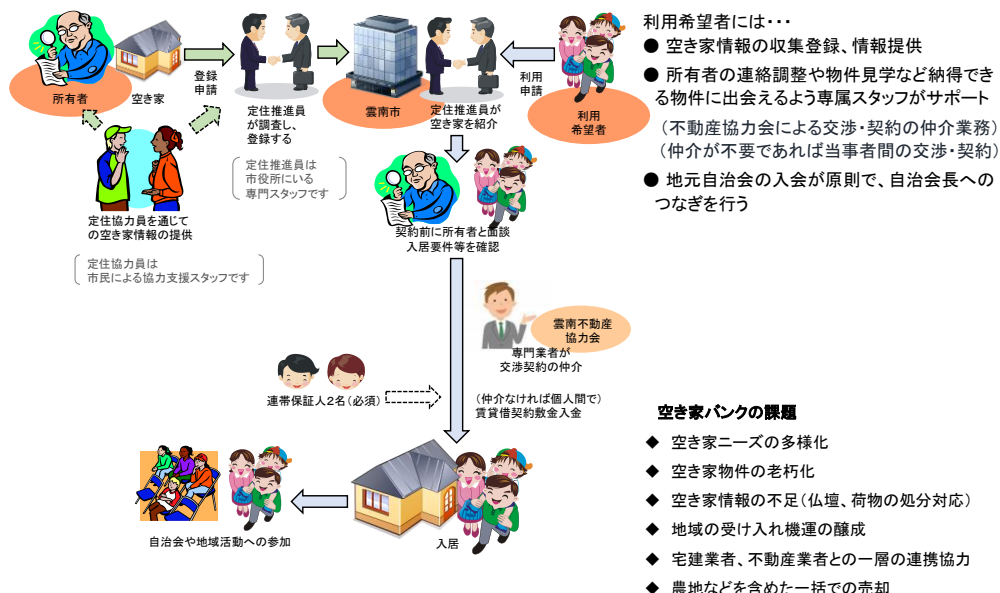 所有者
空き家
登録
申請
定住推進員
が調査し、
登録する
定住推進員は
市役所にいる
専門スタッフです
雲南市
定住推進員が
空き家を紹介
利用
申請
利用
希望者
定住協力員を通じて
の空き家情報の提供
定住協力員は
市民による協力支援スタッフです
契約前に所有者と面談
入居要件等を確認
雲南不動産
協力会
専門業者が
交渉契約の仲介
連帯保証人2名(必須)
(仲介なければ個人間で)
賃貸借契約敷金入金
入居
自治会や地域活動への参加
利用希望者には・・・
● 空き家情報の収集登録、情報提供
● 所有者の連絡調整や物件見学など納得でき
る物件に出会えるよう専属スタッフがサポート
(不動産協力会による交渉・契約の仲介業務)
(仲介が不要であれば当事者間の交渉・契約)
● 地元自治会の入会が原則で、自治会長への
つなぎを行う
空き家バンクの課題
◆ 空き家ニーズの多様化
◆ 空き家物件の老朽化
◆ 空き家情報の不足(仏壇、荷物の処分対応)
◆ 地域の受け入れ機運の醸成
◆ 宅建業者、不動産業者との一層の連携協力
◆ 農地などを含めた一括での売却